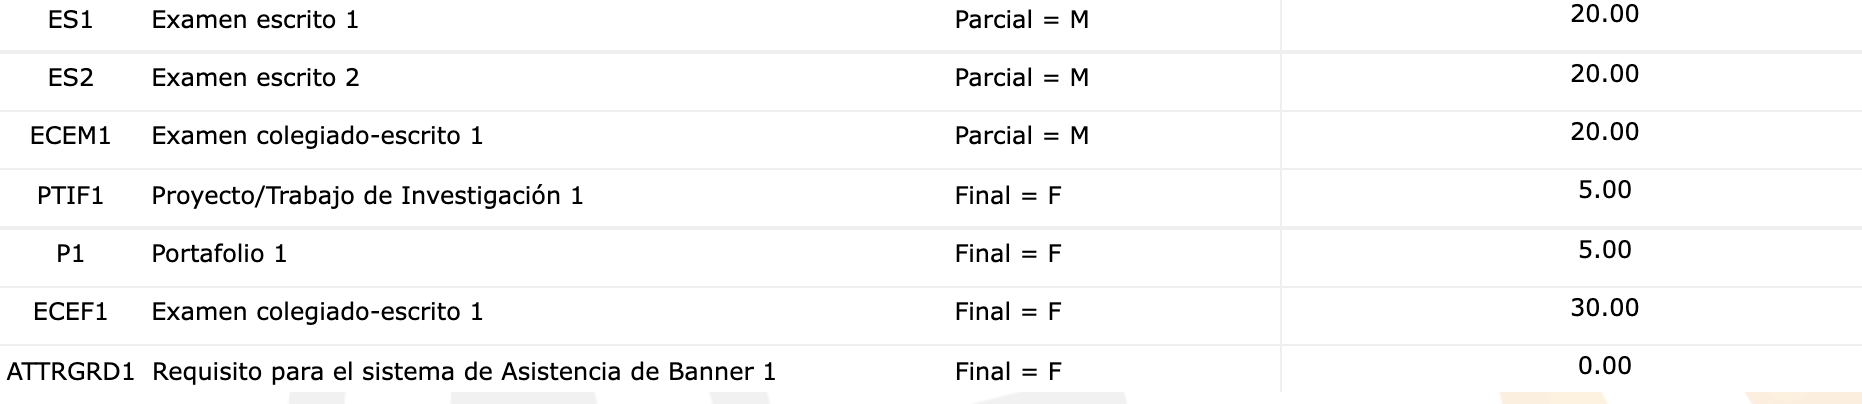 ES1 Examen escrito 1 Parcial = M 20.00
ES2 Examen escrito 2 Parcial = M 20.00
ECEM1 Examen colegiado-escrito 1 Parcial = M 20.00
PTIF1 Proyecto/Trabajo de Investigación 1 Final = F 5.00
P1 Portafolio 1 Final = F 5.00
ECEF1 Examen colegiado-escrito 1 Final = F 30.00
ATTRGRD1 Requisito para el sistema de Asistencia de Banner 1 Final = F 0.00